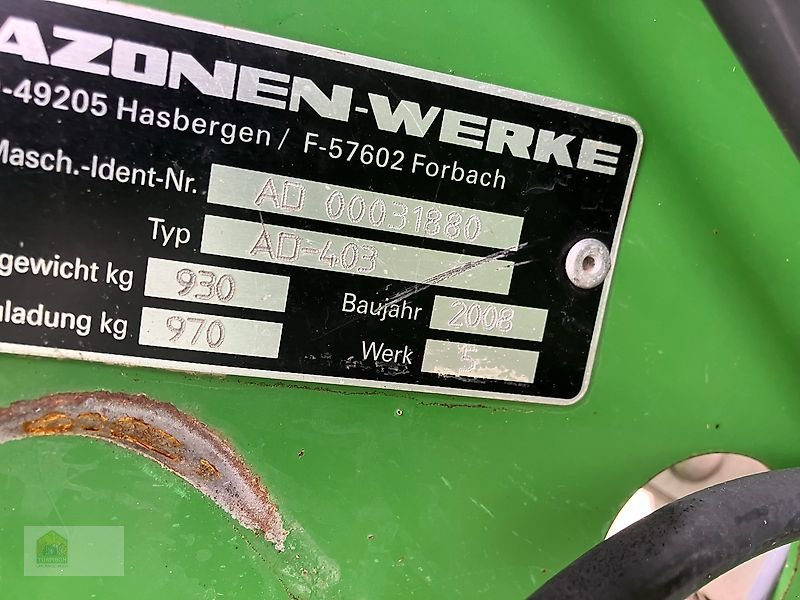 AZONEN-WERKE
-49205 Hasbergen / F-57602 Forbach
Masch.-Ident-Nr. AD 00031880
Typ AD-403
gewicht kg 930
Baujahr 2008
ladung kg 970
Werk 5